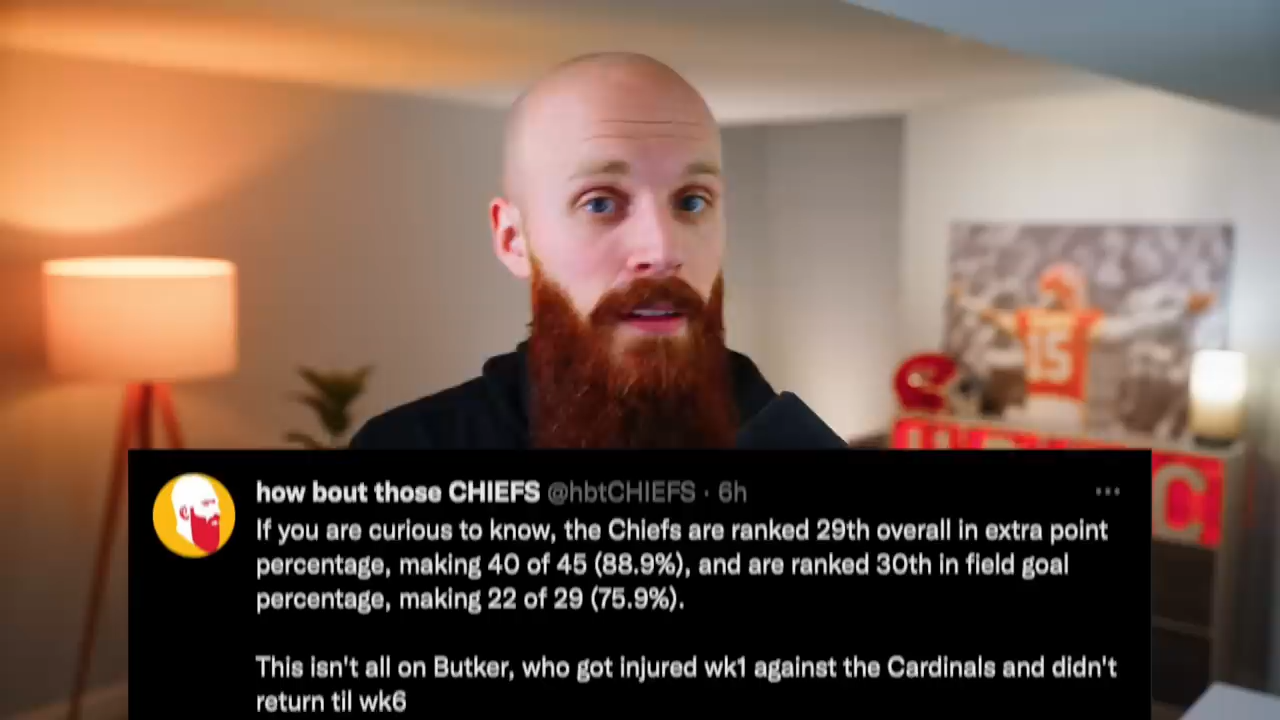 15
C
how bout those CHIEFS @hbtCHIEFS · 6h
If you are curious to know, the Chiefs are ranked 29th overall in extra point
percentage, making 40 of 45 (88.9%), and are ranked 30th in field goal
percentage, making 22 of 29 (75.9%).
This isn't all on Butker, who got injured wk1 against the Cardinals and didn't
return til wk6